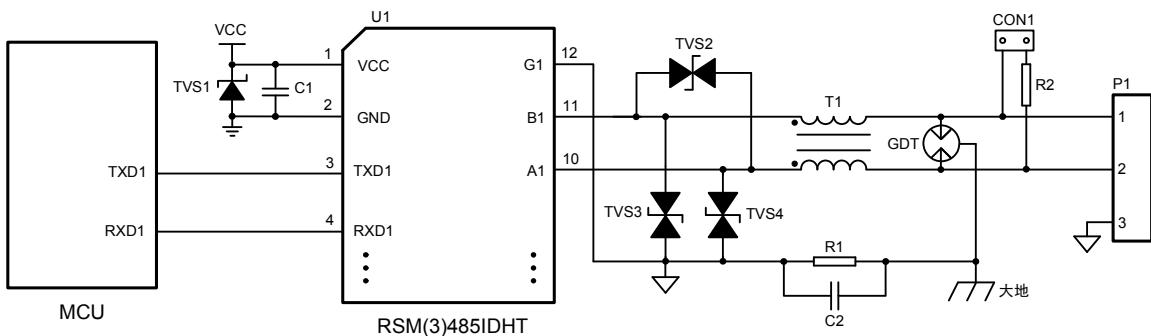 CON1
U1
VCC
TVS2
12
1
VCC
G1
R2
P1
TVS1
C1
T1
2
11
GND
B1
1
GDT
3
10
TXD1
TXD1
A1
2
TVS3
TVS4
4
RXD1
RXD1
3
R1
大地
C2
MCU
RSM(3)485IDHT